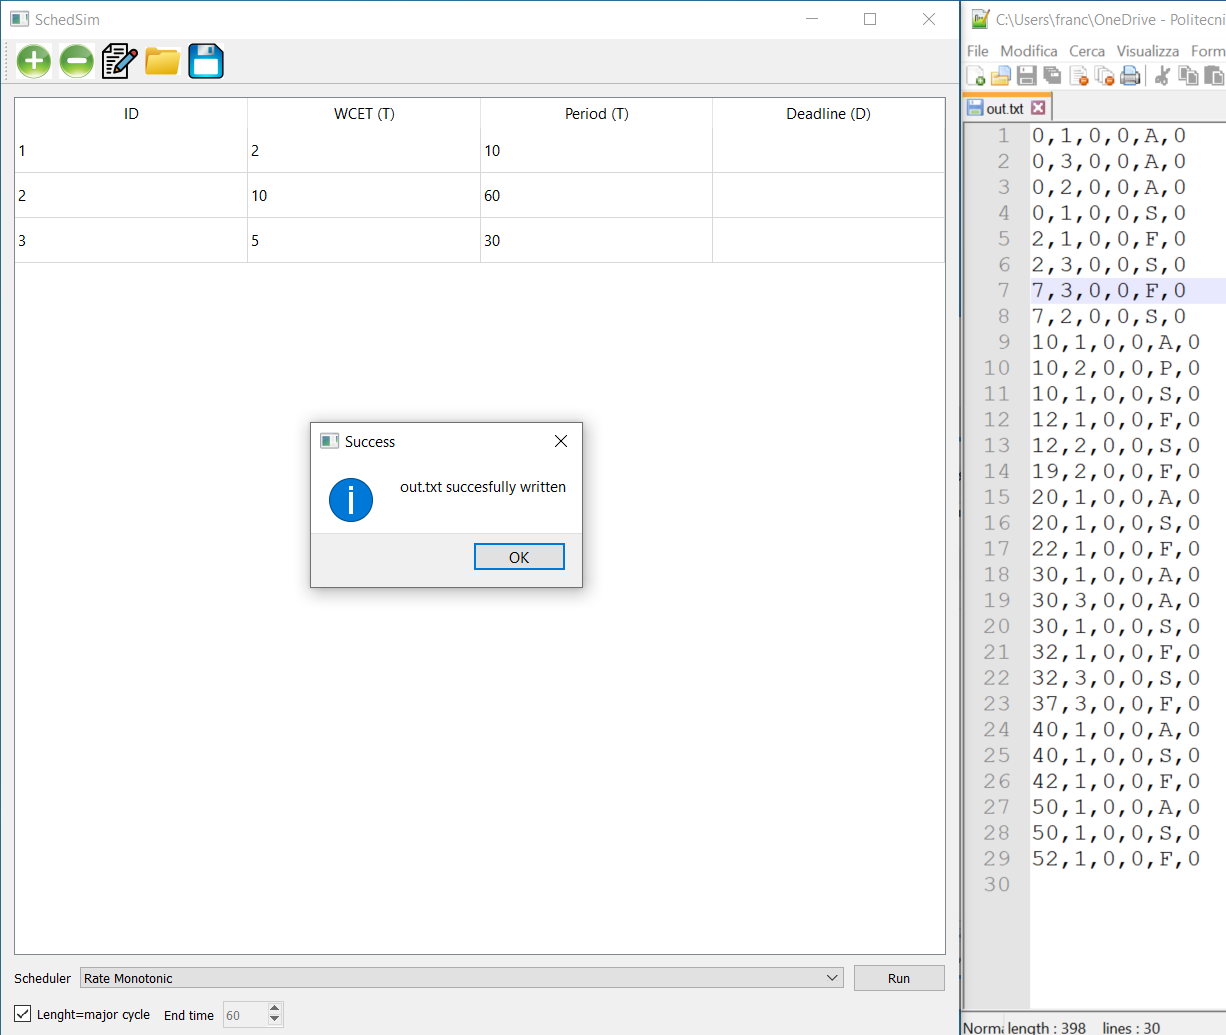 SchedSim
ID WCET (T) Period (T) Deadline (D)
1 2 10
2 10 60
3 5 30
Success
out.txt succesfully written
OK
Scheduler Rate Monotonic Run
Lenght=major cycle End time 60
C:\Users\franc\OneDrive - Politecni
File Modifica Cerca Visualizza Form
out.txt
1 0,1,0,0,A,0
2 0,3,0,0,A,0
3 0,2,0,0,A,0
4 0,1,0,0,S,0
5 2,1,0,0,F,0
6 2,3,0,0,S,0
7 7,3,0,0,F,0
8 7,2,0,0,S,0
9 10,1,0,0,A,0
10 10,2,0,0,P,0
11 10,1,0,0,S,0
12 12,1,0,0,F,0
13 12,2,0,0,S,0
14 19,2,0,0,F,0
15 20,1,0,0,A,0
16 20,1,0,0,S,0
17 22,1,0,0,F,0
18 30,1,0,0,A,0
19 30,3,0,0,A,0
20 30,1,0,0,S,0
21 32,1,0,0,F,0
22 32,3,0,0,S,0
23 37,3,0,0,F,0
24 40,1,0,0,A,0
25 40,1,0,0,S,0
26 42,1,0,0,F,0
27 50,1,0,0,A,0
28 50,1,0,0,S,0
29 52,1,0,0,F,0
30
Norma length : 398 lines : 30